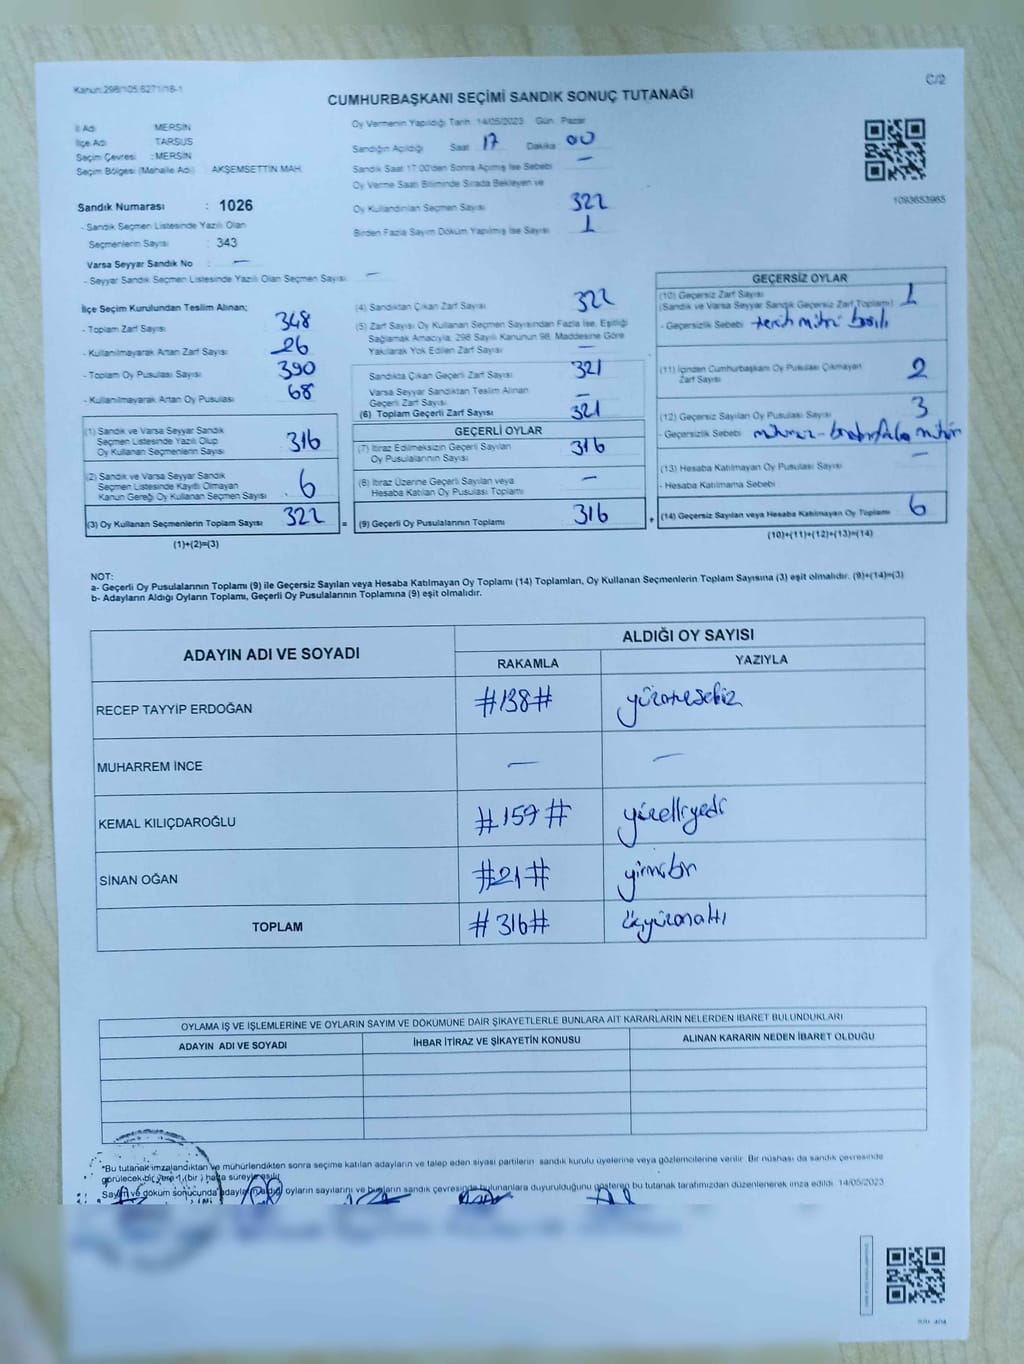 Kanun:298/105,6271/18-1
C/2
CUMHURBAŞKANI SEÇİMİ SANDIK SONUÇ TUTANAĞI
İl Adı MERSİN
İlçe Adı TARSUS
Seçim Çevresi : MERSİN
Seçim Bölgesi (Mahalle Adı) AKŞEMSETTİN MAH.
Sandık Numarası : 1026
- Sandık Seçmen Listesinde Yazılı Olan
Seçmenlerin Sayısı : 343
Varsa Seyyar Sandık No : —
- Seyyar Sandık Seçmen Listesinde Yazılı Olan Seçmen Sayısı —
Oy Vermenin Yapıldığı Tarih: 14/05/2023 Gün: Pazar
Sandığın Açıldığı Saat 17 Dakika 00
Sandık Saat 17:00'den Sonra Açılmış İse Sebebi —
Oy Verme Saati Bitiminde Sırada Bekleyen ve
Oy Kullandırılan Seçmen Sayısı 322
Birden Fazla Sayım Döküm Yapılmış İse Sayısı 1
1093653965
İlçe Seçim Kurulundan Teslim Alınan;
- Toplam Zarf Sayısı 348
- Kullanılmayarak Artan Zarf Sayısı 26
- Toplam Oy Pusulası Sayısı 390
- Kullanılmayarak Artan Oy Pusulası 68
(1) Sandık ve Varsa Seyyar Sandık
Seçmen Listesinde Yazılı Olup
Oy Kullanan Seçmenlerin Sayısı 316
(2) Sandık ve Varsa Seyyar Sandık
Seçmen Listesinde Kayıtlı Olmayan
Kanun Gereği Oy Kullanan Seçmen Sayısı 6
(3) Oy Kullanan Seçmenlerin Toplam Sayısı 322
(1)+(2)=(3)
(4) Sandıktan Çıkan Zarf Sayısı 322
(5) Zarf Sayısı Oy Kullanan Seçmen Sayısından Fazla İse, Eşitliği
Sağlamak Amacıyla, 298 Sayılı Kanunun 98. Maddesine Göre
Yakılarak Yok Edilen Zarf Sayısı —
Sandıkta Çıkan Geçerli Zarf Sayısı 321
Varsa Seyyar Sandıktan Teslim Alınan
Geçerli Zarf Sayısı —
(6) Toplam Geçerli Zarf Sayısı 321
GEÇERLİ OYLAR
(7) İtiraz Edilmeksizin Geçerli Sayılan
Oy Pusulalarının Sayısı 316
(8) İtiraz Üzerine Geçerli Sayılan veya
Hesaba Katılan Oy Pusulası Toplamı —
= (9) Geçerli Oy Pusulalarının Toplamı 316
GEÇERSİZ OYLAR
(10) Geçersiz Zarf Sayısı 1
(Sandık ve Varsa Seyyar Sandık Geçersiz Zarf Toplamı)
- Geçersizlik Sebebi tercih mührü basılı
(11) İçinden Cumhurbaşkanı Oy Pusulası Çıkmayan
Zarf Sayısı 2
(12) Geçersiz Sayılan Oy Pusulası Sayısı 3
- Geçersizlik Sebebi
(13) Hesaba Katılmayan Oy Pusulası Sayısı —
- Hesaba Katılmama Sebebi
+ (14) Geçersiz Sayılan veya Hesaba Katılmayan Oy Toplamı 6
(10)+(11)+(12)+(13)=(14)
NOT:
a- Geçerli Oy Pusulalarının Toplamı (9) ile Geçersiz Sayılan veya Hesaba Katılmayan Oy Toplamı (14) Toplamları, Oy Kullanan Seçmenlerin Toplam Sayısına (3) eşit olmalıdır. (9)+(14)=(3)
b- Adayların Aldığı Oyların Toplamı, Geçerli Oy Pusulalarının Toplamına (9) eşit olmalıdır.
ADAYIN ADI VE SOYADI ALDIĞI OY SAYISI
RAKAMLA YAZIYLA
RECEP TAYYİP ERDOĞAN #138# yüzotuzsekiz
MUHARREM İNCE — —
KEMAL KILIÇDAROĞLU #157# yüzelliyedi
SİNAN OĞAN #21# yirmibir
TOPLAM #316# üçyüzonaltı
OYLAMA İŞ VE İŞLEMLERİNE VE OYLARIN SAYIM VE DÖKÜMÜNE DAİR ŞİKAYETLERLE BUNLARA AİT KARARLARIN NELERDEN İBARET BULUNDUKLARI
ADAYIN ADI VE SOYADI İHBAR İTİRAZ VE ŞİKAYETİN KONUSU ALINAN KARARIN NEDEN İBARET OLDUĞU
*Bu tutanak imzalandıktan ve mühürlendikten sonra seçime katılan adayların ve talep eden siyasi partilerin sandık kurulu üyelerine veya gözlemcilerine verilir. Bir nüshası da sandık çevresinde
görülecek bir yere 1 (bir) hafta süreyle asılır.
Sayım ve döküm sonucunda adayların aldığı oyların sayılarını ve bunların sandık çevresinde bulunanlara duyurulduğunu gösteren bu tutanak tarafımızdan düzenlenerek imza edildi. 14/05/2023